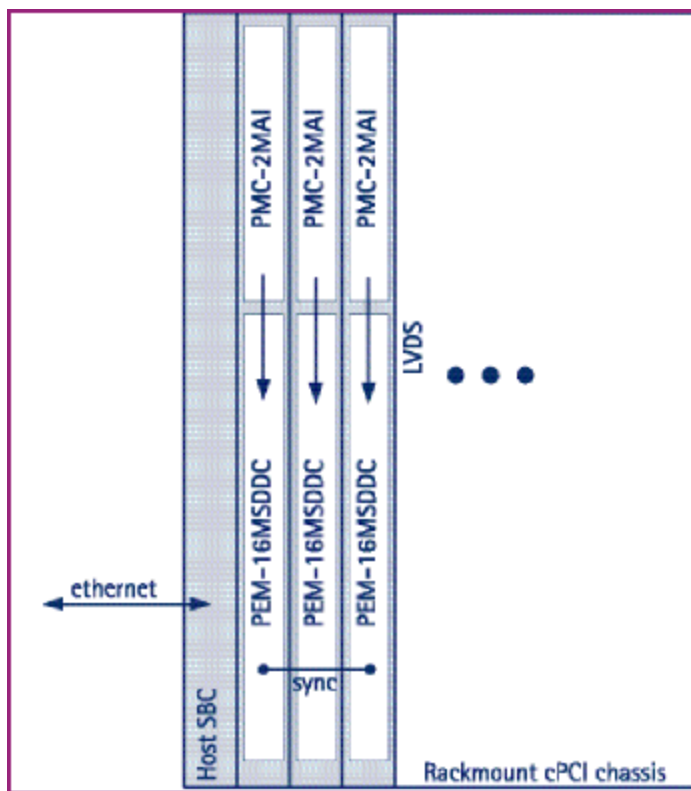 PMC-2MAI
PMC-2MAI
PMC-2MAI
LVDS
PEM-16MSDDC
PEM-16MSDDC
PEM-16MSDDC
ethernet
sync
Host SBC
Rackmount cPCI chassis